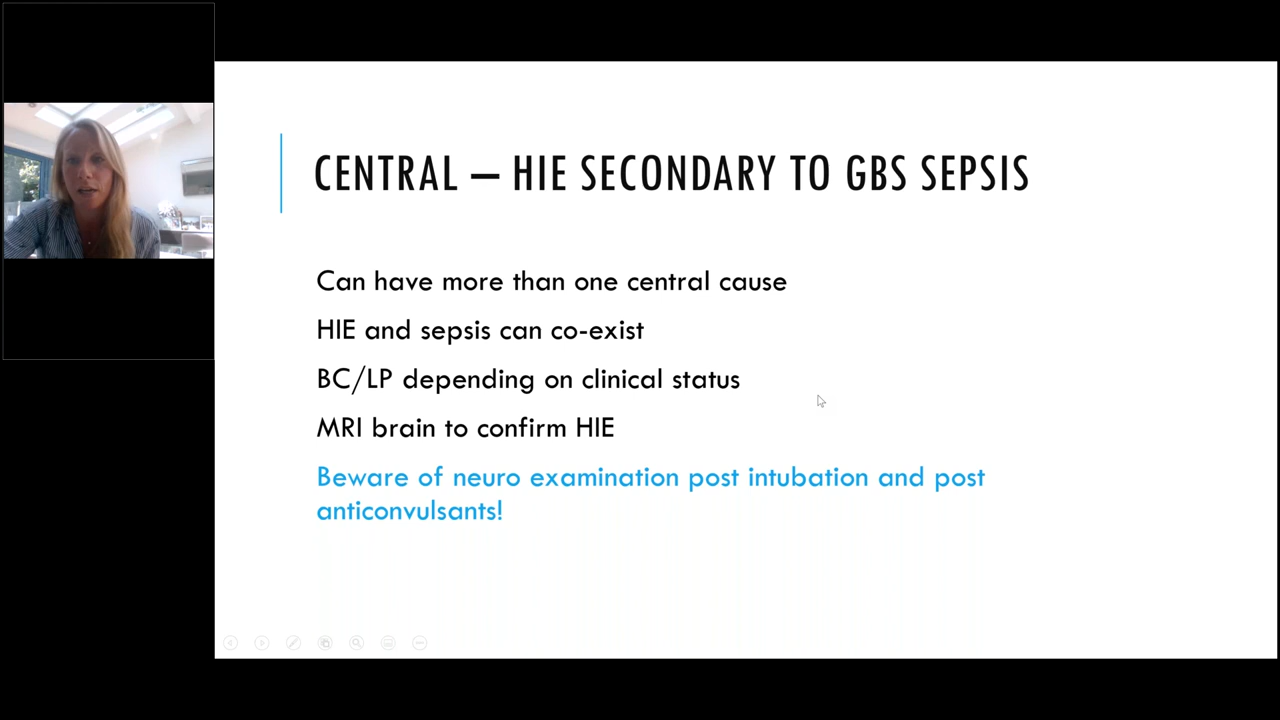 CENTRAL – HIE SECONDARY TO GBS SEPSIS
Can have more than one central cause
HIE and sepsis can co-exist
BC/LP depending on clinical status
MRI brain to confirm HIE
Beware of neuro examination post intubation and post
anticonvulsants!